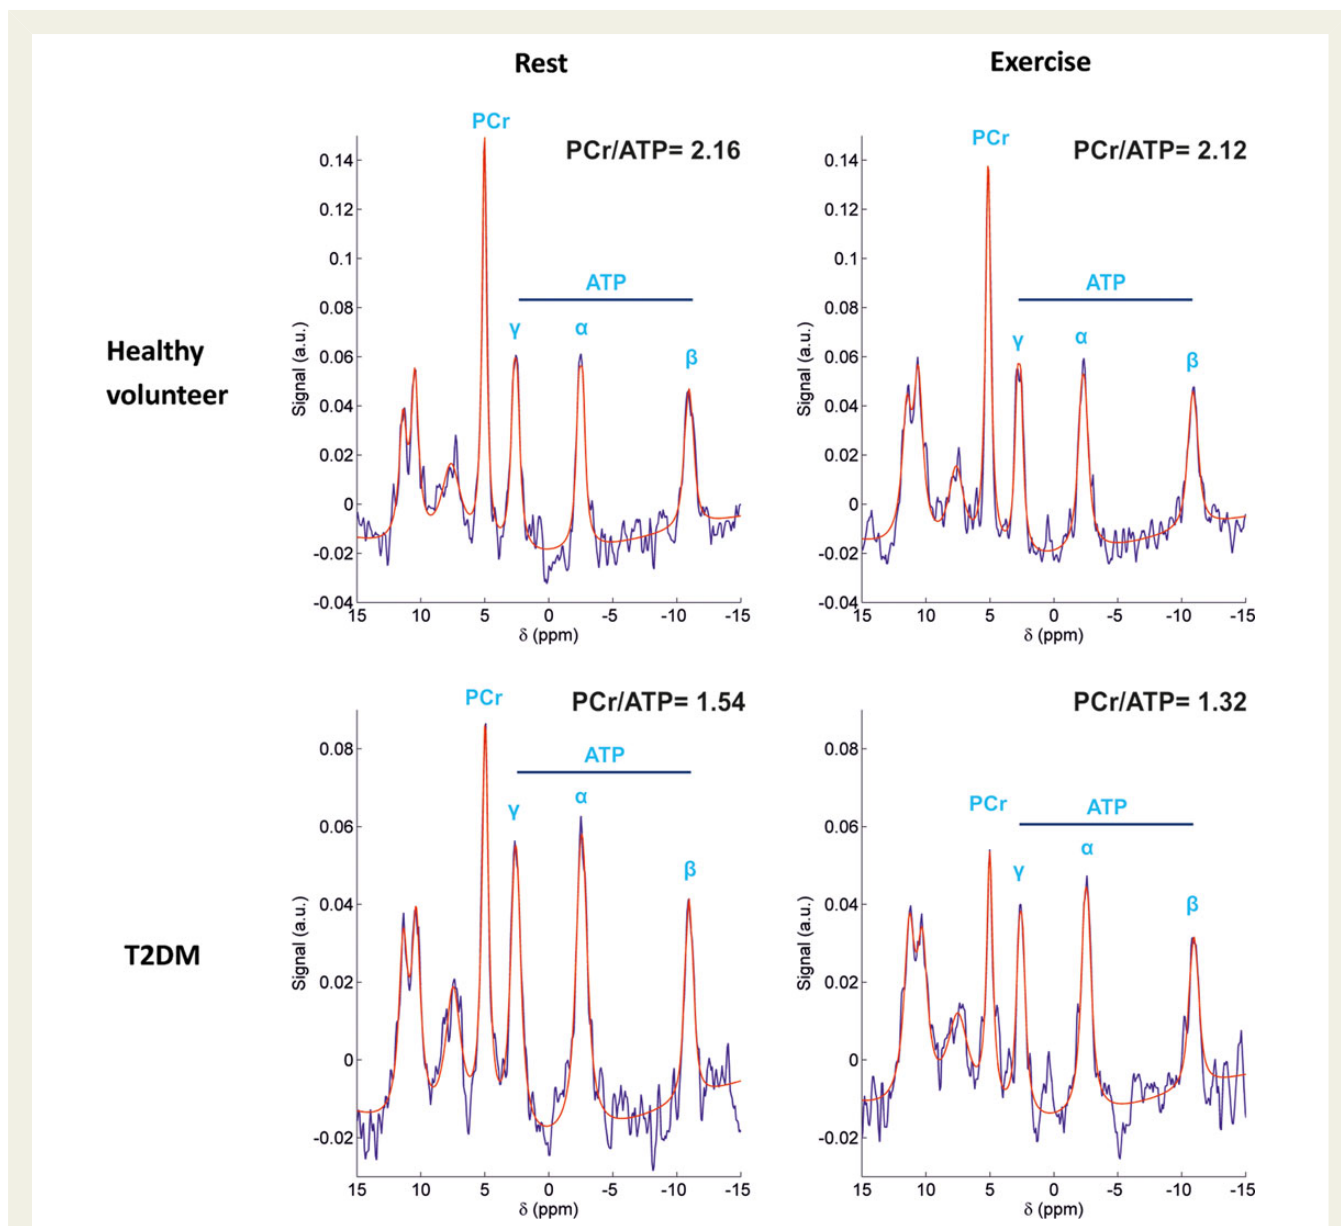 Rest
Exercise
Healthy
volunteer
T2DM
PCr
PCr/ATP= 2.16
ATP
γ
α
β
Signal (a.u.)
0.14
0.12
0.1
0.08
0.06
0.04
0.02
0
-0.02
-0.04
15 10 5 0 -5 -10 -15
δ (ppm)
PCr
PCr/ATP= 2.12
ATP
γ
α
β
Signal (a.u.)
0.14
0.12
0.1
0.08
0.06
0.04
0.02
0
-0.02
-0.04
15 10 5 0 -5 -10 -15
δ (ppm)
PCr
PCr/ATP= 1.54
ATP
γ
α
β
Signal (a.u.)
0.08
0.06
0.04
0.02
0
-0.02
15 10 5 0 -5 -10 -15
δ (ppm)
PCr/ATP= 1.32
PCr
ATP
γ
α
β
Signal (a.u.)
0.08
0.06
0.04
0.02
0
-0.02
15 10 5 0 -5 -10 -15
δ (ppm)